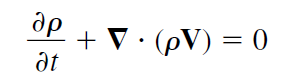 ∂ρ/∂t + ∇ · (ρV) = 0